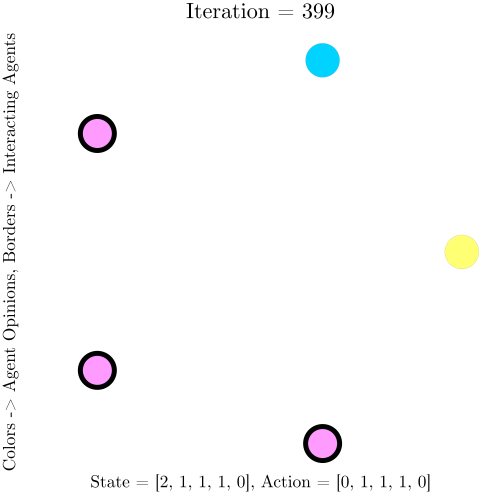 Iteration = 399
Colors -> Agent Opinions, Borders -> Interacting Agents
State = [2, 1, 1, 1, 0], Action = [0, 1, 1, 1, 0]